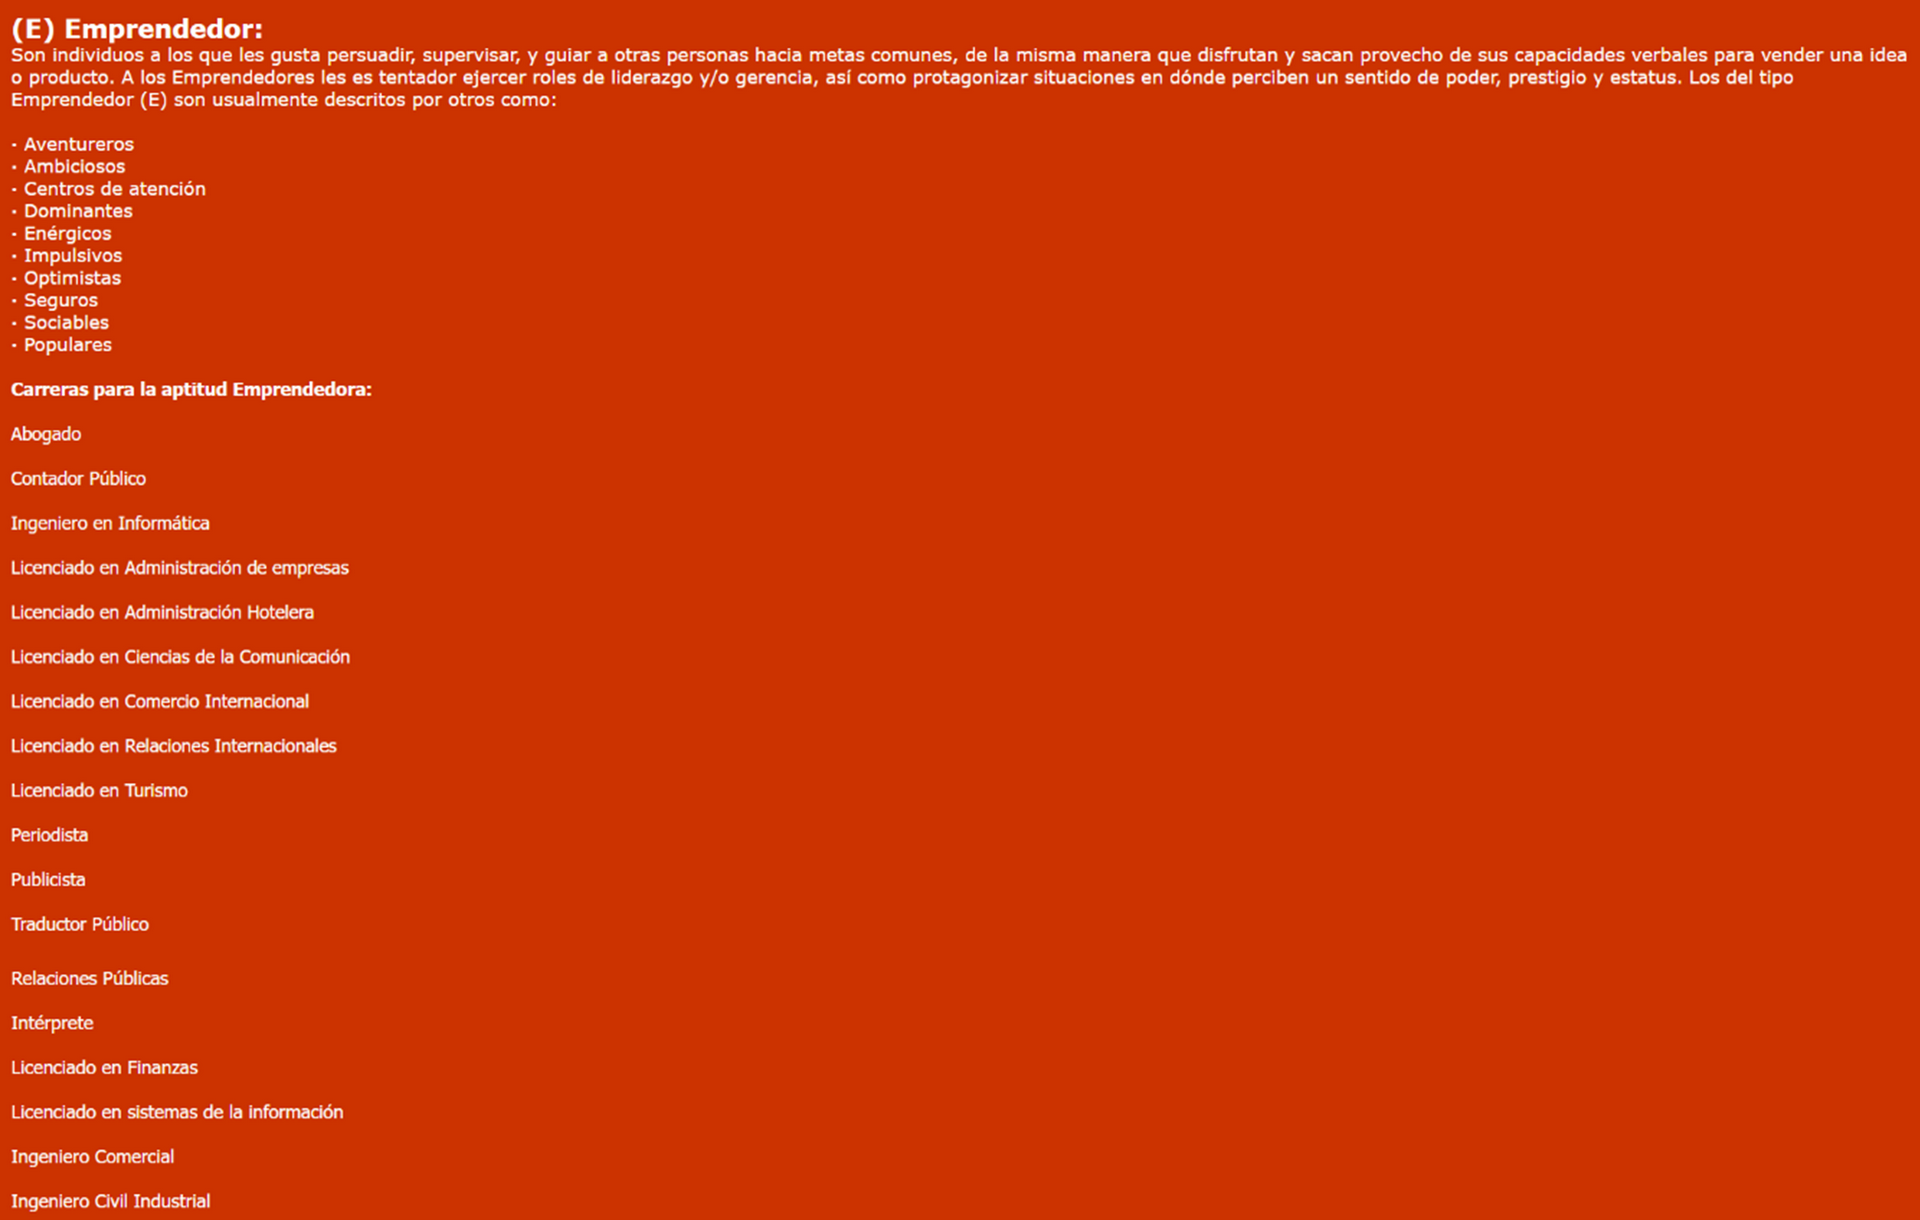 (E) Emprendedor:
Son individuos a los que les gusta persuadir, supervisar, y guiar a otras personas hacia metas comunes, de la misma manera que disfrutan y sacan provecho de sus capacidades verbales para vender una idea
o producto. A los Emprendedores les es tentador ejercer roles de liderazgo y/o gerencia, así como protagonizar situaciones en dónde perciben un sentido de poder, prestigio y estatus. Los del tipo
Emprendedor (E) son usualmente descritos por otros como:
· Aventureros
· Ambiciosos
· Centros de atención
· Dominantes
· Enérgicos
· Impulsivos
· Optimistas
· Seguros
· Sociables
· Populares
Carreras para la aptitud Emprendedora:
Abogado
Contador Público
Ingeniero en Informática
Licenciado en Administración de empresas
Licenciado en Administración Hotelera
Licenciado en Ciencias de la Comunicación
Licenciado en Comercio Internacional
Licenciado en Relaciones Internacionales
Licenciado en Turismo
Periodista
Publicista
Traductor Público
Relaciones Públicas
Intérprete
Licenciado en Finanzas
Licenciado en sistemas de la información
Ingeniero Comercial
Ingeniero Civil Industrial